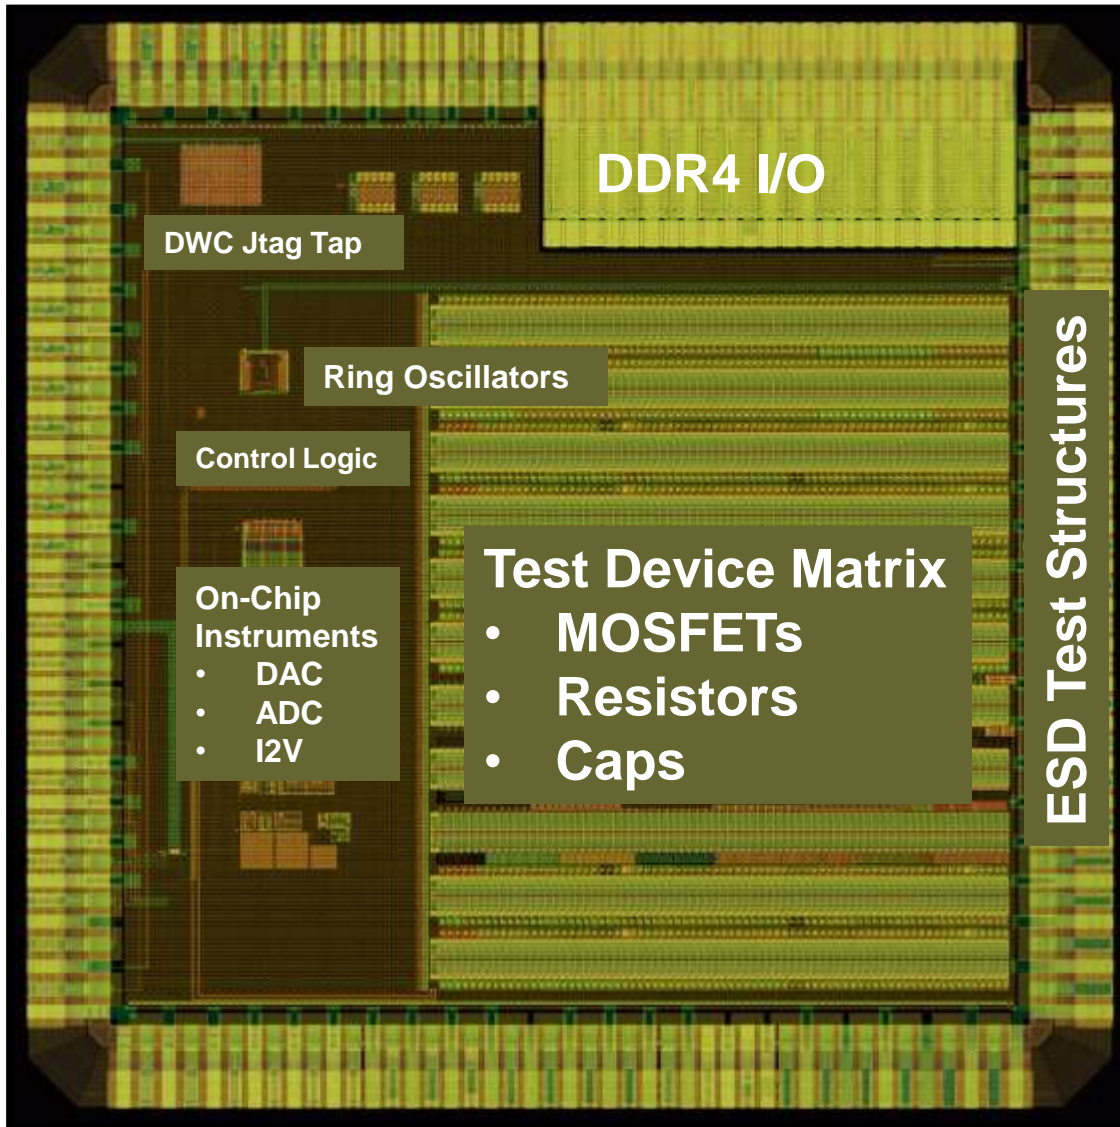 DDR4 I/O
DWC Jtag Tap
Ring Oscillators
Control Logic
On-Chip
Instruments
• DAC
• ADC
• I2V
Test Device Matrix
• MOSFETs
• Resistors
• Caps
ESD Test Structures